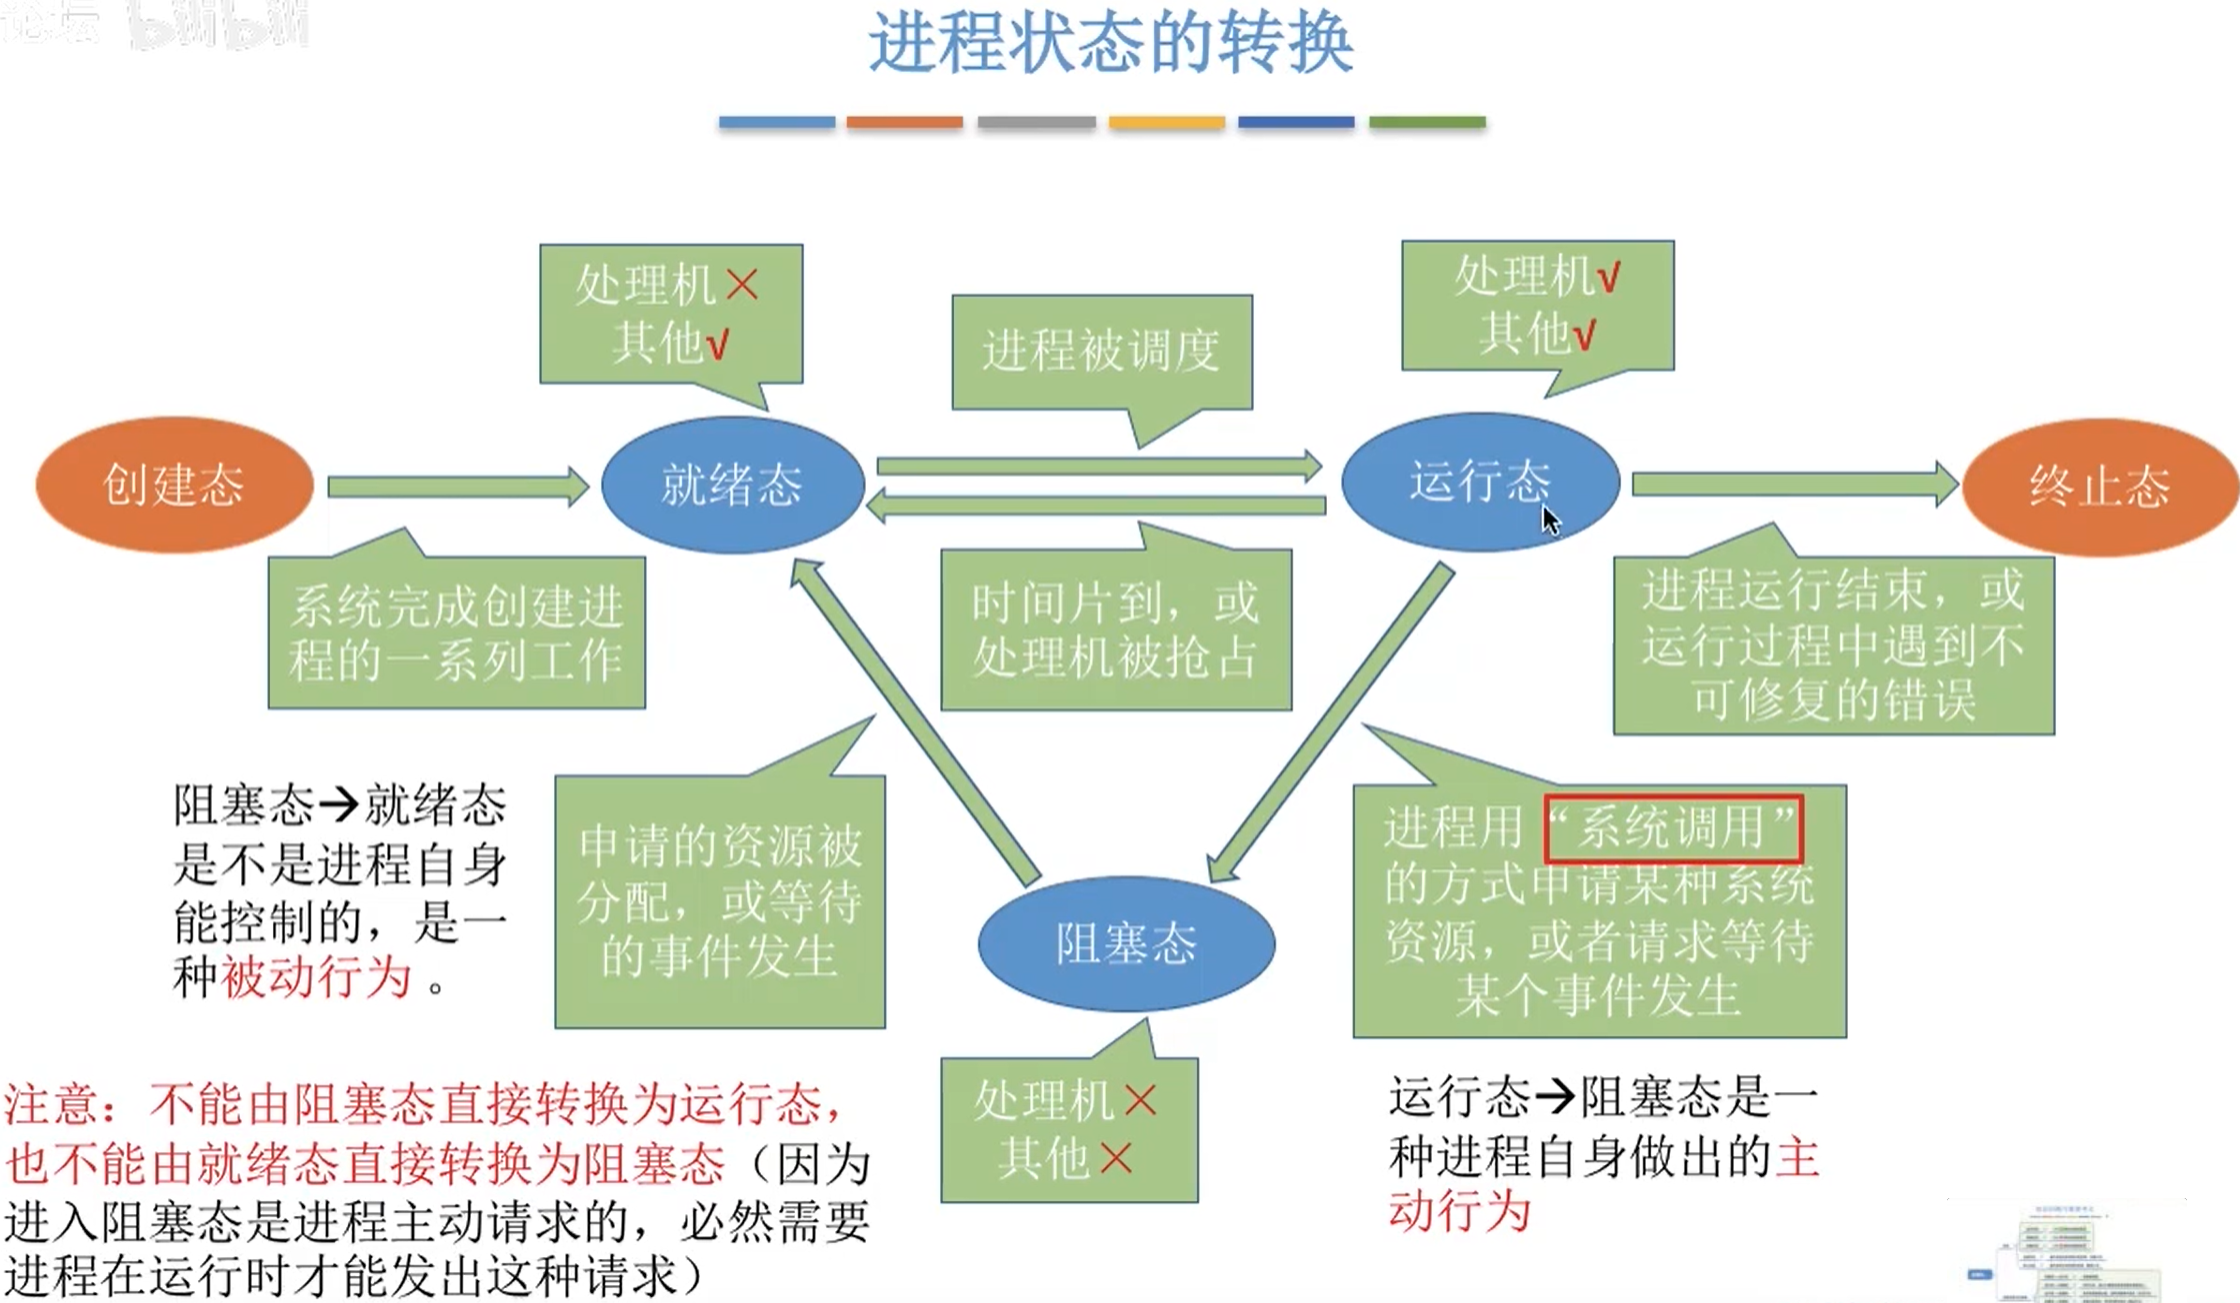 论坛 bilibili
进程状态的转换
处理机×
其他√
进程被调度
处理机√
其他√
创建态
就绪态
运行态
终止态
系统完成创建进
程的一系列工作
时间片到，或
处理机被抢占
进程运行结束，或
运行过程中遇到不
可修复的错误
阻塞态→就绪态
是不是进程自身
能控制的，是一
种被动行为。
申请的资源被
分配，或等待
的事件发生
进程用“系统调用”
的方式申请某种系统
资源，或者请求等待
某个事件发生
阻塞态
处理机×
其他×
注意：不能由阻塞态直接转换为运行态，
也不能由就绪态直接转换为阻塞态（因为
进入阻塞态是进程主动请求的，必然需要
进程在运行时才能发出这种请求）
运行态→阻塞态是一
种进程自身做出的主
动行为